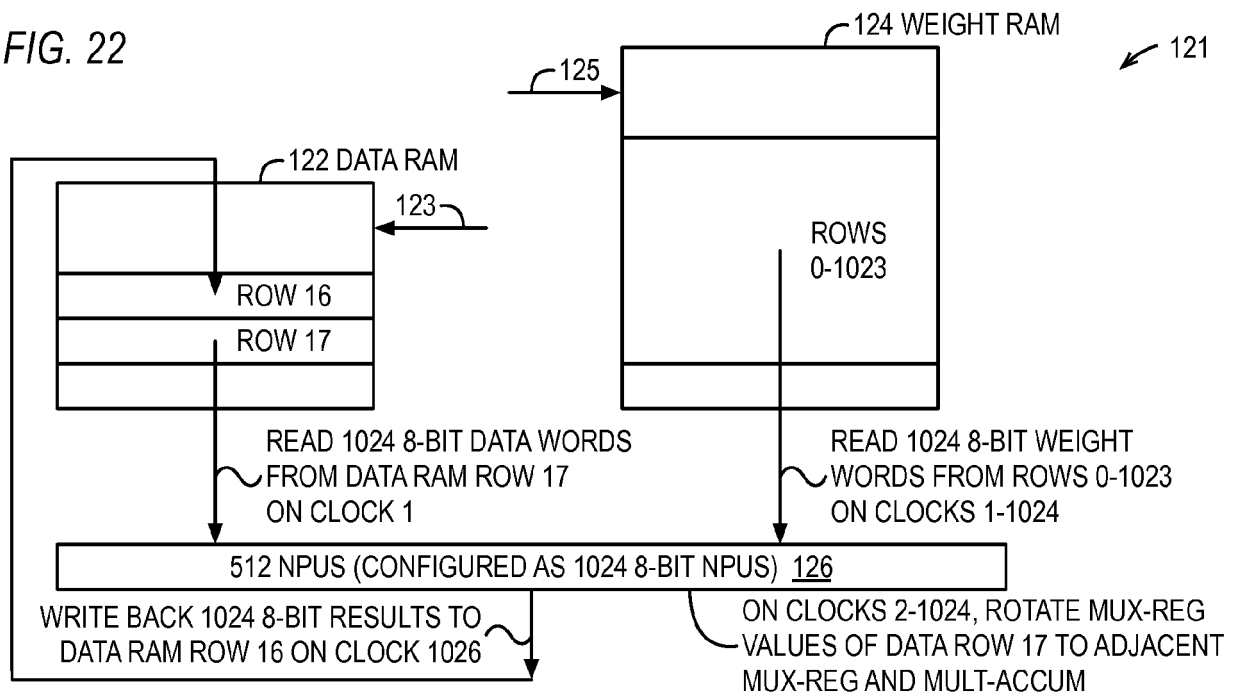 FIG. 22
124 WEIGHT RAM
121
125
122 DATA RAM
123
ROWS
0-1023
ROW 16
ROW 17
READ 1024 8-BIT DATA WORDS
FROM DATA RAM ROW 17
ON CLOCK 1
READ 1024 8-BIT WEIGHT
WORDS FROM ROWS 0-1023
ON CLOCKS 1-1024
512 NPUS (CONFIGURED AS 1024 8-BIT NPUS) 126
WRITE BACK 1024 8-BIT RESULTS TO
DATA RAM ROW 16 ON CLOCK 1026
ON CLOCKS 2-1024, ROTATE MUX-REG
VALUES OF DATA ROW 17 TO ADJACENT
MUX-REG AND MULT-ACCUM